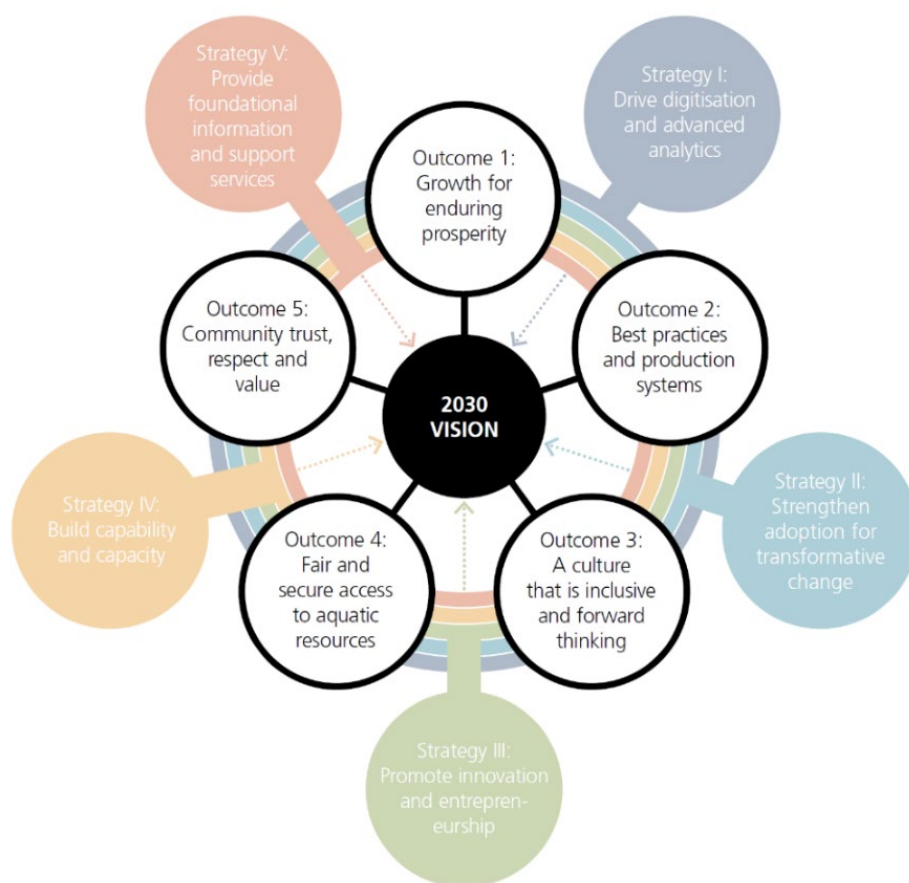 Strategy V:
Provide
foundational
information
and support
services
Strategy I:
Drive digitisation
and advanced
analytics
Outcome 1:
Growth for
enduring
prosperity
Outcome 5:
Community trust,
respect and
value
Outcome 2:
Best practices
and production
systems
2030
VISION
Strategy IV:
Build capability
and capacity
Strategy II:
Strengthen
adoption for
transformative
change
Outcome 4:
Fair and
secure access
to aquatic
resources
Outcome 3:
A culture
that is inclusive
and forward
thinking
Strategy III:
Promote innovation
and entrepren-
eurship